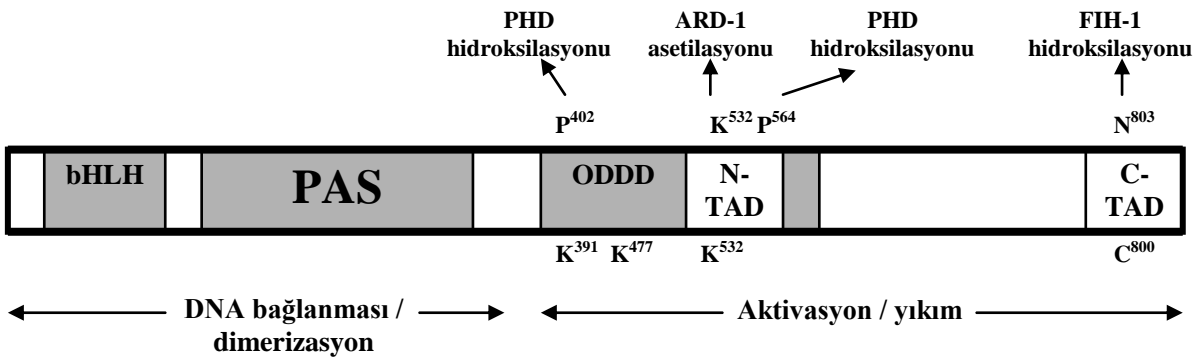 PHD hidroksilasyonu
ARD-1 asetilasyonu
PHD hidroksilasyonu
FIH-1 hidroksilasyonu
P402
K532 P564
N803
bHLH
PAS
ODDD
N-
TAD
C-
TAD
K391 K477
K532
C800
DNA bağlanması /
dimerizasyon
Aktivasyon / yıkım